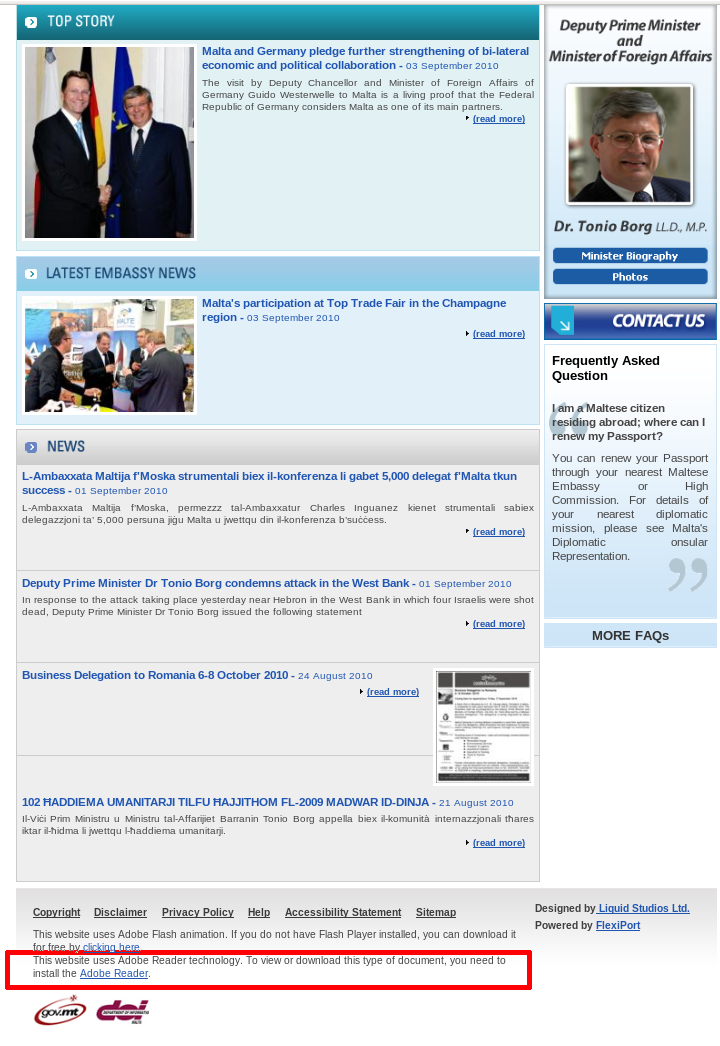 TOP STORY
Malta and Germany pledge further strengthening of bi-lateral
economic and political collaboration - 03 September 2010
The visit by Deputy Chancellor and Minister of Foreign Affairs of
Germany Guido Westerwelle to Malta is a living proof that the Federal
Republic of Germany considers Malta as one of its main partners.
(read more)
LATEST EMBASSY NEWS
Malta's participation at Top Trade Fair in the Champagne
region - 03 September 2010
(read more)
NEWS
L-Ambaxxata Maltija f'Moska strumentali biex il-konferenza li gabet 5,000 delegat f'Malta tkun
success - 01 September 2010
L-Ambaxxata Maltija f'Moska, permezzz tal-Ambaxxatur Charles Inguanez kienet strumentali sabiex
delegazzjoni ta' 5,000 persuna jiġu Malta u jwettqu din il-konferenza b'suċċess.
(read more)
Deputy Prime Minister Dr Tonio Borg condemns attack in the West Bank - 01 September 2010
In response to the attack taking place yesterday near Hebron in the West Bank in which four Israelis were shot
dead, Deputy Prime Minister Dr Tonio Borg issued the following statement
(read more)
Business Delegation to Romania 6-8 October 2010 - 24 August 2010
(read more)
102 ĦADDIEMA UMANITARJI TILFU ĦAJJITHOM FL-2009 MADWAR ID-DINJA - 21 August 2010
Il-Viċi Prim Ministru u Ministru tal-Affarijiet Barranin Tonio Borg appella biex il-komunità internazzjonali tħares
iktar il-ħidma li jwettqu l-ħaddiema umanitarji.
(read more)
Deputy Prime Minister
and
Minister of Foreign Affairs
Dr. Tonio Borg LL.D., M.P.
Minister Biography
Photos
CONTACT US
Frequently Asked
Question
I am a Maltese citizen
residing abroad; where can I
renew my Passport?
You can renew your Passport
through your nearest Maltese
Embassy or High
Commission. For details of
your nearest diplomatic
mission, please see Malta's
Diplomatic onsular
Representation.
MORE FAQs
Copyright Disclaimer Privacy Policy Help Accessibility Statement Sitemap
This website uses Adobe Flash animation. If you do not have Flash Player installed, you can download it
for free by clicking here.
This website uses Adobe Reader technology. To view or download this type of document, you need to
install the Adobe Reader.
Designed by Liquid Studios Ltd.
Powered by FlexiPort
gov.mt
doi
MALTA